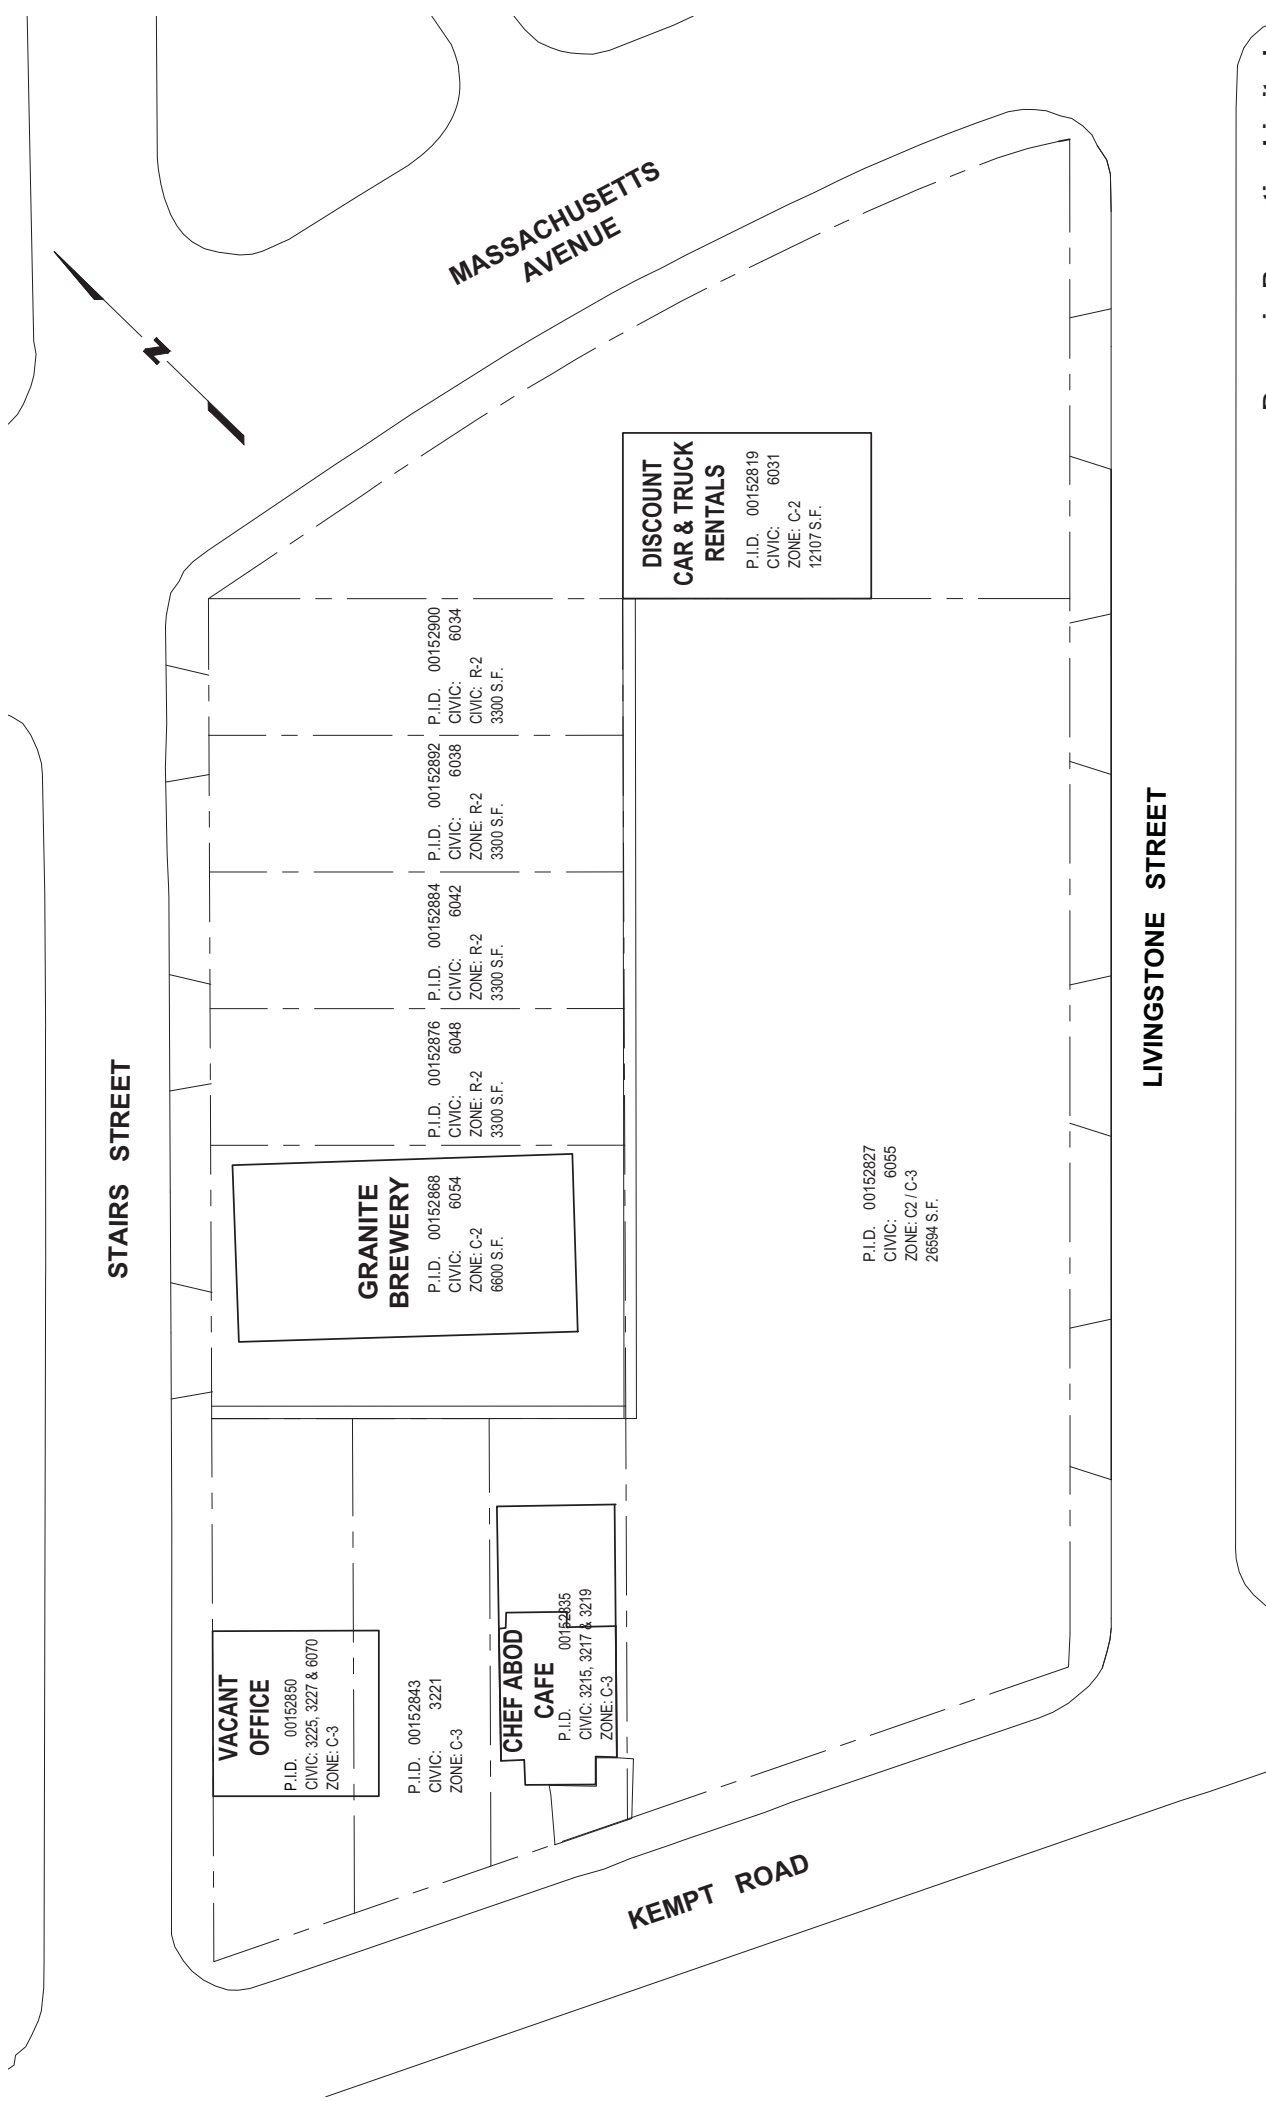 MASSACHUSETTS
AVENUE
N
STAIRS STREET
LIVINGSTONE STREET
KEMPT ROAD
VACANT
OFFICE
P.I.D. 00152850
CIVIC: 3225, 3227 & 6070
ZONE: C-3
P.I.D. 00152843
CIVIC: 3221
ZONE: C-3
CHEF ABOD
CAFE
P.I.D. 00152835
CIVIC: 3215, 3217 & 3219
ZONE: C-3
GRANITE
BREWERY
P.I.D. 00152868
CIVIC: 6054
ZONE: C-2
6600 S.F.
P.I.D. 00152876
CIVIC: 6048
ZONE: R-2
3300 S.F.
P.I.D. 00152884
CIVIC: 6042
ZONE: R-2
3300 S.F.
P.I.D. 00152892
CIVIC: 6038
ZONE: R-2
3300 S.F.
P.I.D. 00152900
CIVIC: 6034
CIVIC: R-2
3300 S.F.
DISCOUNT
CAR & TRUCK
RENTALS
P.I.D. 00152819
CIVIC: 6031
ZONE: C-2
12107 S.F.
P.I.D. 00152827
CIVIC: 6055
ZONE: C2 / C-3
26594 S.F.